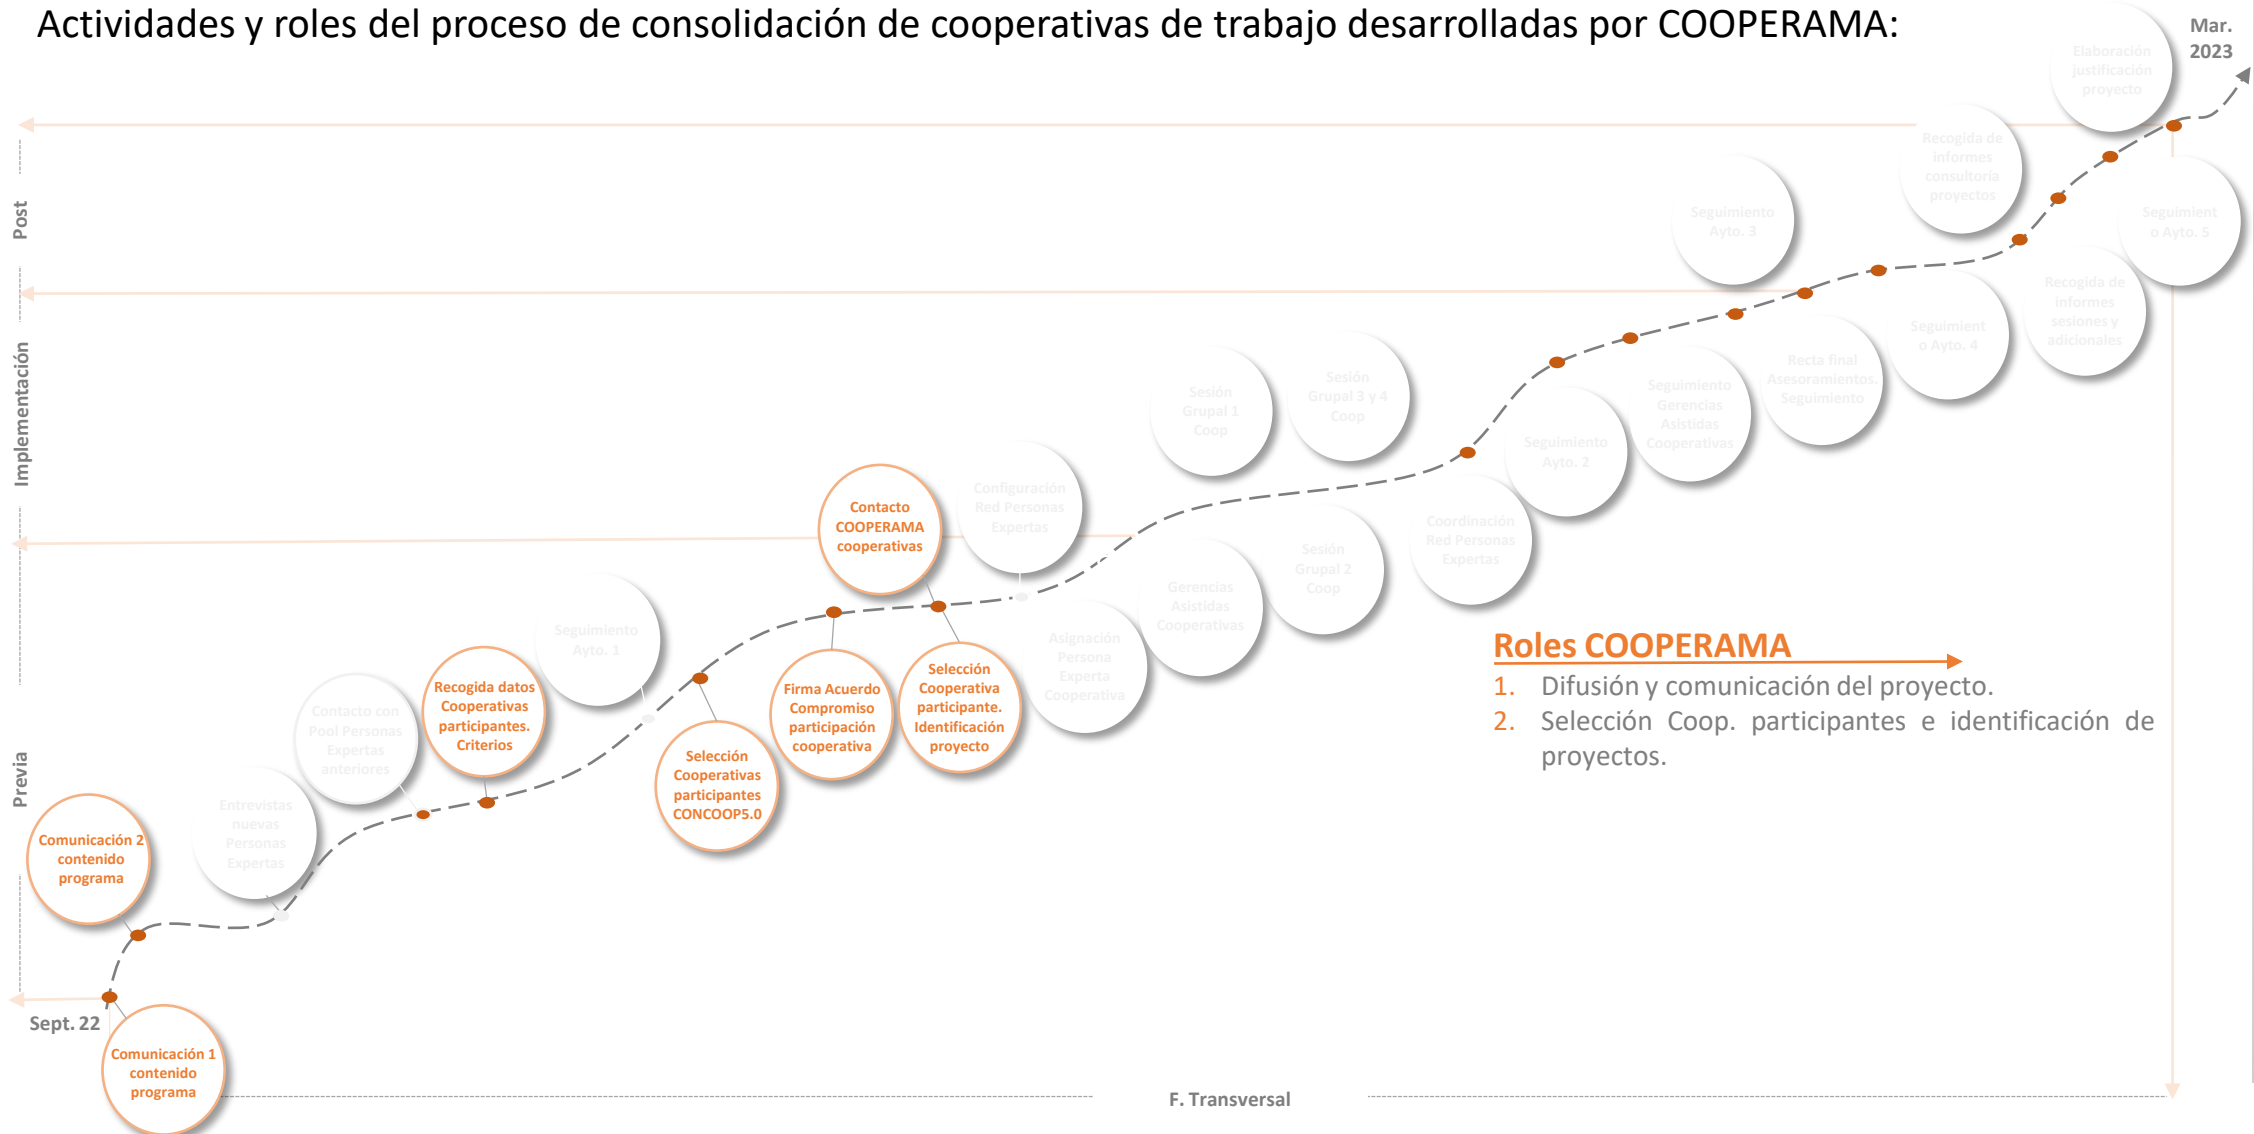 Actividades y roles del proceso de consolidación de cooperativas de trabajo desarrolladas por COOPERAMA:
Mar.
2023
Elaboración
justificación
proyecto
Recogida de
informes
consultoría
proyectos
Seguimiento
Ayto. 3
Seguimient
o Ayto. 5
Post
Recogida de
informes
sesiones y
adicionales
Seguimient
o Ayto. 4
Recta final
Asesoramientos.
Seguimiento
Seguimiento
Gerencias
Asistidas
Cooperativas
Seguimiento
Ayto. 2
Sesión
Grupal 3 y 4
Coop
Sesión
Grupal 1
Coop
Implementación
Configuración
Red Personas
Expertas
Contacto
COOPERAMA
cooperativas
Coordinación
Red Personas
Expertas
Sesión
Grupal 2
Coop
Gerencias
Asistidas
Cooperativas
Asignación
Persona
Experta
Cooperativa
Seguimiento
Ayto. 1
Selección
Cooperativa
participante.
Identificación
proyecto
Firma Acuerdo
Compromiso
participación
cooperativa
Recogida datos
Cooperativas
participantes.
Criterios
Contacto con
Pool Personas
Expertas
anteriores
Selección
Cooperativas
participantes
CONCOOP5.0
Roles COOPERAMA
1. Difusión y comunicación del proyecto.
2. Selección Coop. participantes e identificación de
proyectos.
Previa
Entrevistas
nuevas
Personas
Expertas
Comunicación 2
contenido
programa
Sept. 22
Comunicación 1
contenido
programa
F. Transversal